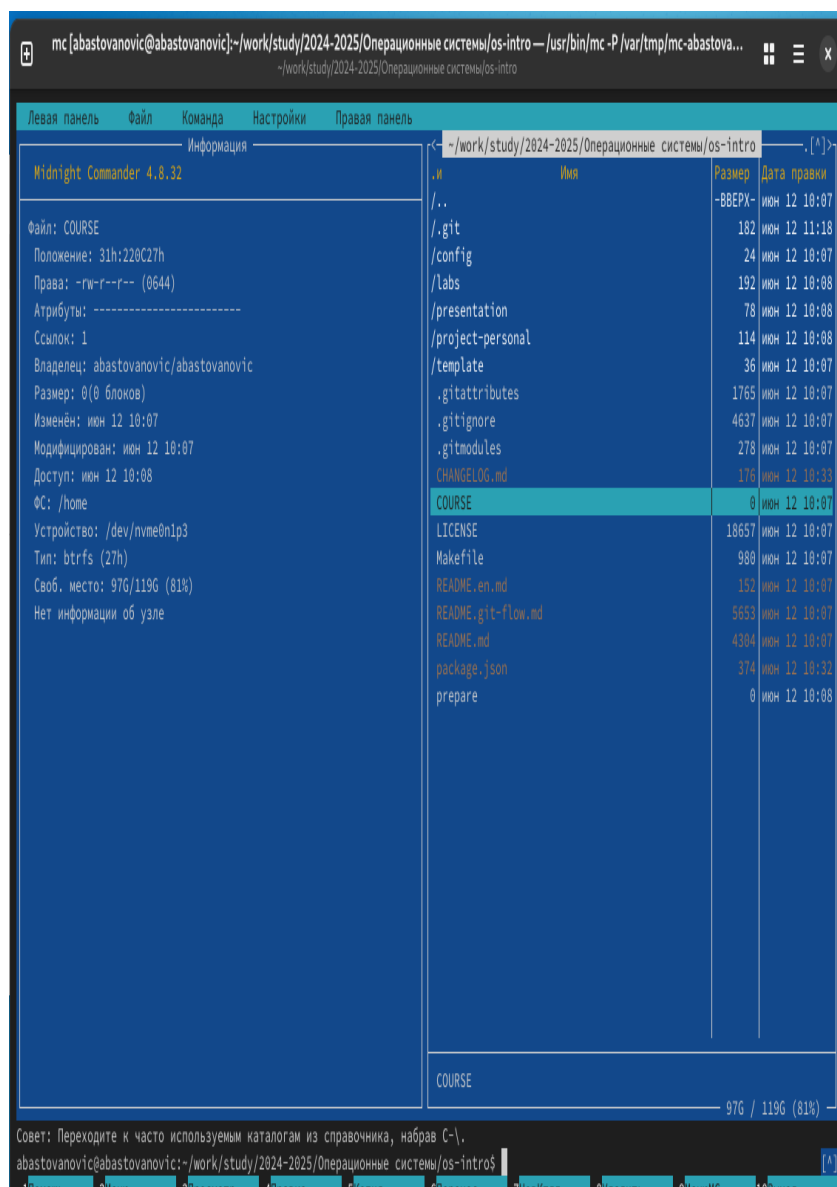 mc [abastovanovic@abastovanovic]:~/work/study/2024-2025/Операционные системы/os-intro — /usr/bin/mc -P /var/tmp/mc-abastova...
~/work/study/2024-2025/Операционные системы/os-intro
Левая панель Файл Команда Настройки Правая панель
Информация
Midnight Commander 4.8.32
Файл: COURSE
Положение: 31h:220C27h
Права: -rw-r--r-- (0644)
Атрибуты: -------------------------
Ссылок: 1
Владелец: abastovanovic/abastovanovic
Размер: 0(0 блоков)
Изменён: июн 12 10:07
Модифицирован: июн 12 10:07
Доступ: июн 12 10:08
ФС: /home
Устройство: /dev/nvme0n1p3
Тип: btrfs (27h)
Своб. место: 97G/119G (81%)
Нет информации об узле
<- ~/work/study/2024-2025/Операционные системы/os-intro .[^]>
.и Имя Размер Дата правки
/.. -ВВЕРХ- июн 12 10:07
/.git 182 июн 12 11:18
/config 24 июн 12 10:07
/labs 192 июн 12 10:08
/presentation 78 июн 12 10:08
/project-personal 114 июн 12 10:08
/template 36 июн 12 10:07
.gitattributes 1765 июн 12 10:07
.gitignore 4637 июн 12 10:07
.gitmodules 278 июн 12 10:07
CHANGELOG.md 176 июн 12 10:33
COURSE 0 июн 12 10:07
LICENSE 18657 июн 12 10:07
Makefile 980 июн 12 10:07
README.en.md 152 июн 12 10:07
README.git-flow.md 5653 июн 12 10:07
README.md 4304 июн 12 10:07
package.json 374 июн 12 10:32
prepare 0 июн 12 10:08
COURSE
97G / 119G (81%)
Совет: Переходите к часто используемым каталогам из справочника, набрав C-\.
abastovanovic@abastovanovic:~/work/study/2024-2025/Операционные системы/os-intro$ [^]